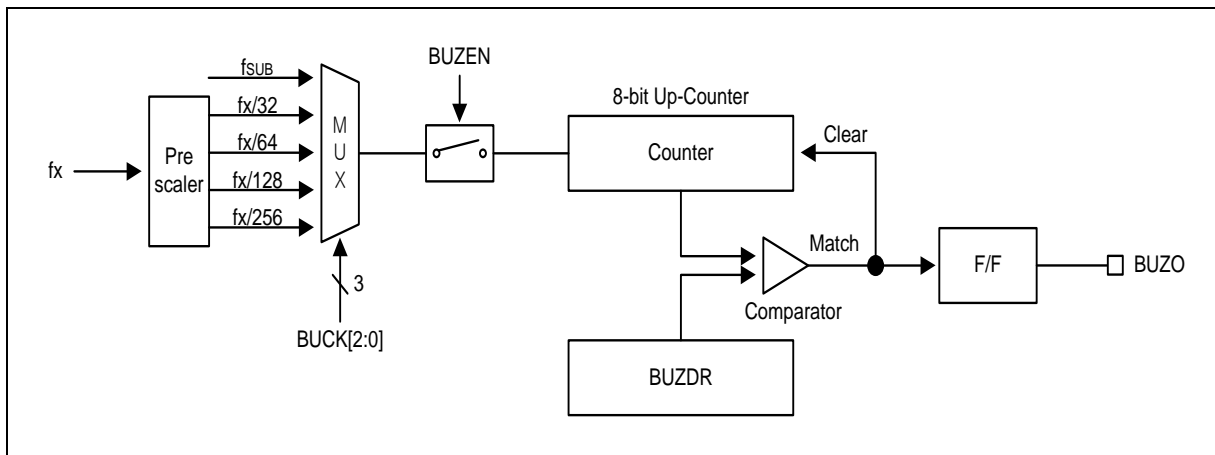 fSUB
BUZEN
fx/32
8-bit Up-Counter
M
U
X
fx/64
Clear
Pre
scaler
Counter
fx
fx/128
fx/256
Match
F/F
BUZO
3
Comparator
BUCK[2:0]
BUZDR